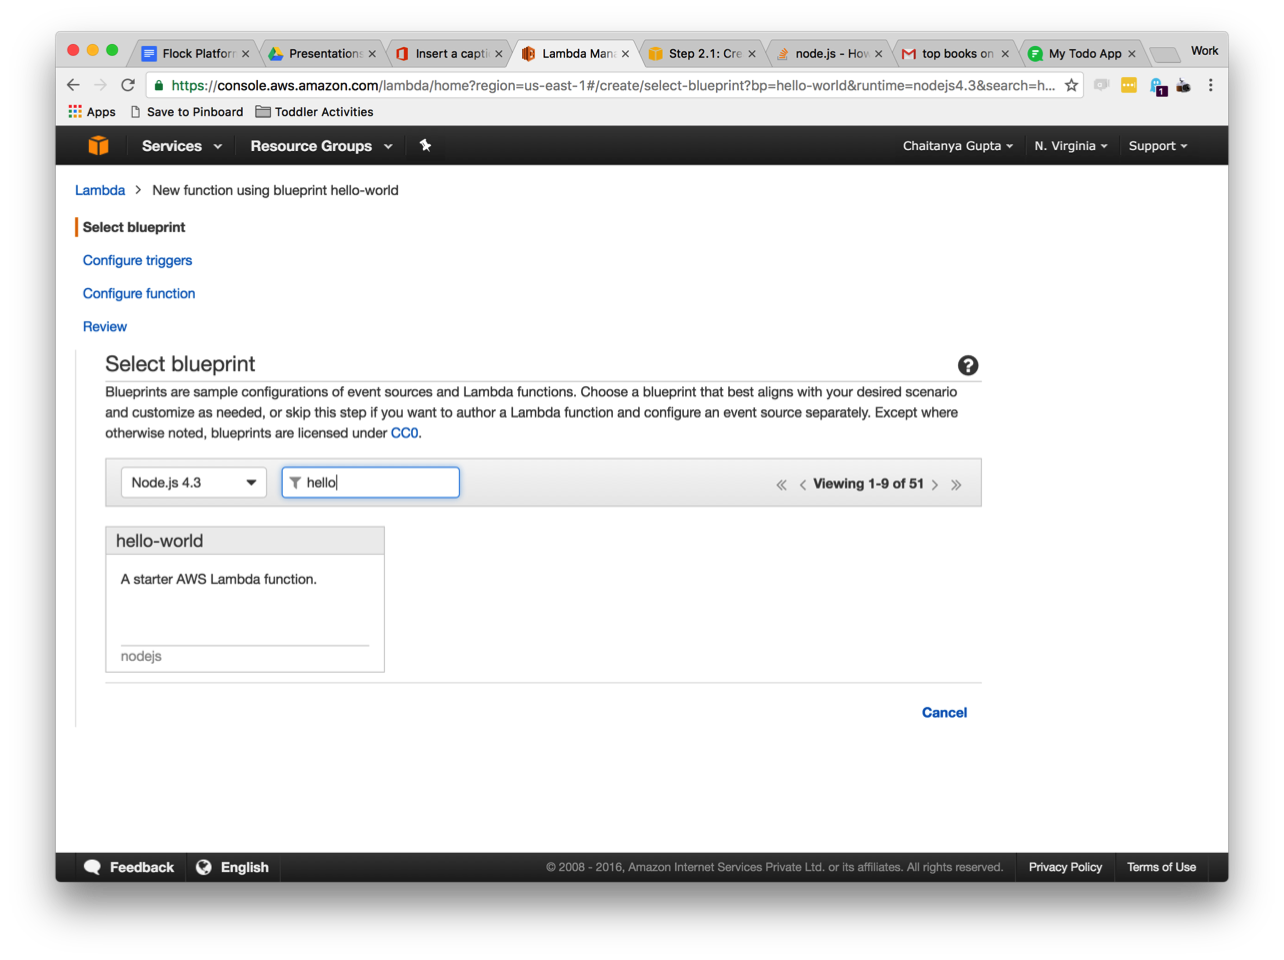 Flock Platfor
Presentations
Insert a capti
Lambda Man
Step 2.1: Cre
node.js - How
top books on
My Todo App
Work
https://console.aws.amazon.com/lambda/home?region=us-east-1#/create/select-blueprint?bp=hello-world&runtime=nodejs4.3&search=h...
1
Apps
Save to Pinboard
Toddler Activities
Services
Resource Groups
Chaitanya Gupta
N. Virginia
Support
Lambda > New function using blueprint hello-world
Select blueprint
Configure triggers
Configure function
Review
Select blueprint
?
Blueprints are sample configurations of event sources and Lambda functions. Choose a blueprint that best aligns with your desired scenario
and customize as needed, or skip this step if you want to author a Lambda function and configure an event source separately. Except where
otherwise noted, blueprints are licensed under CC0.
Node.js 4.3
hello
« < Viewing 1-9 of 51 > »
hello-world
A starter AWS Lambda function.
nodejs
Cancel
Feedback
English
© 2008 - 2016, Amazon Internet Services Private Ltd. or its affiliates. All rights reserved.
Privacy Policy
Terms of Use